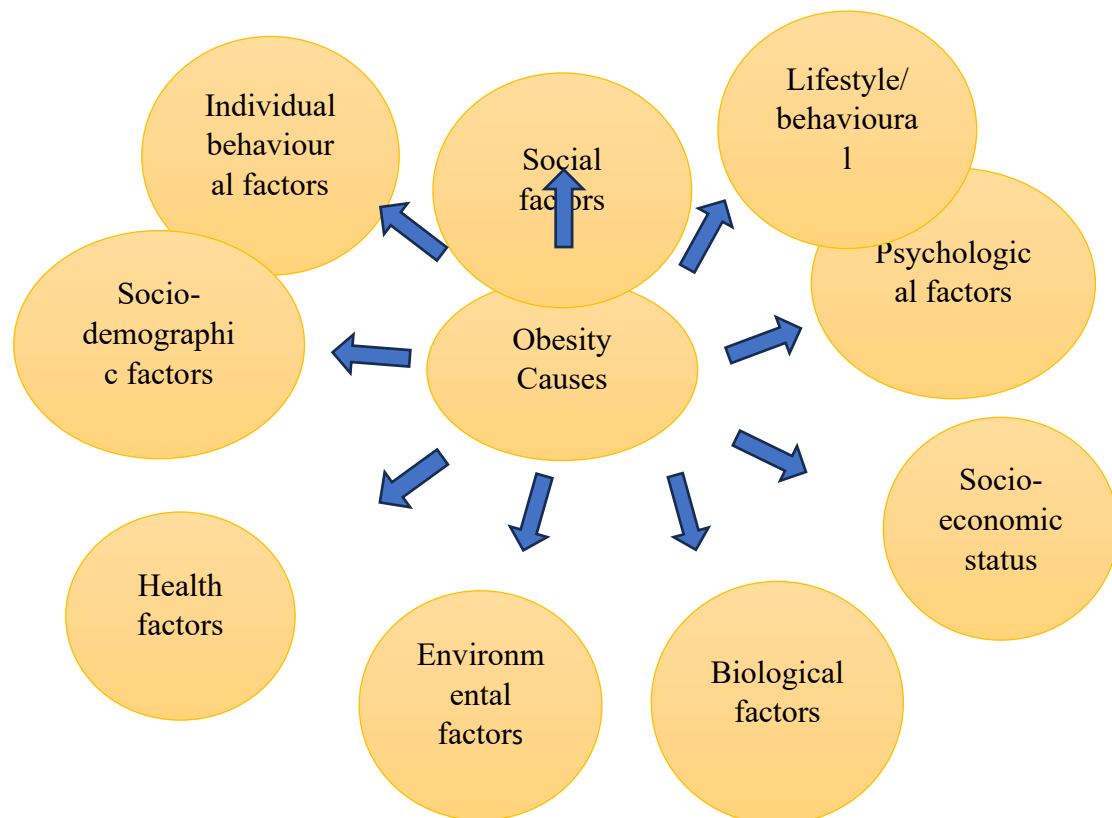 Individual
behaviour
al factors
Social
factors
Lifestyle/
behavioura
l
Psychologic
al factors
Socio-
demographi
c factors
Obesity
Causes
Socio-
economic
status
Health
factors
Environm
ental
factors
Biological
factors